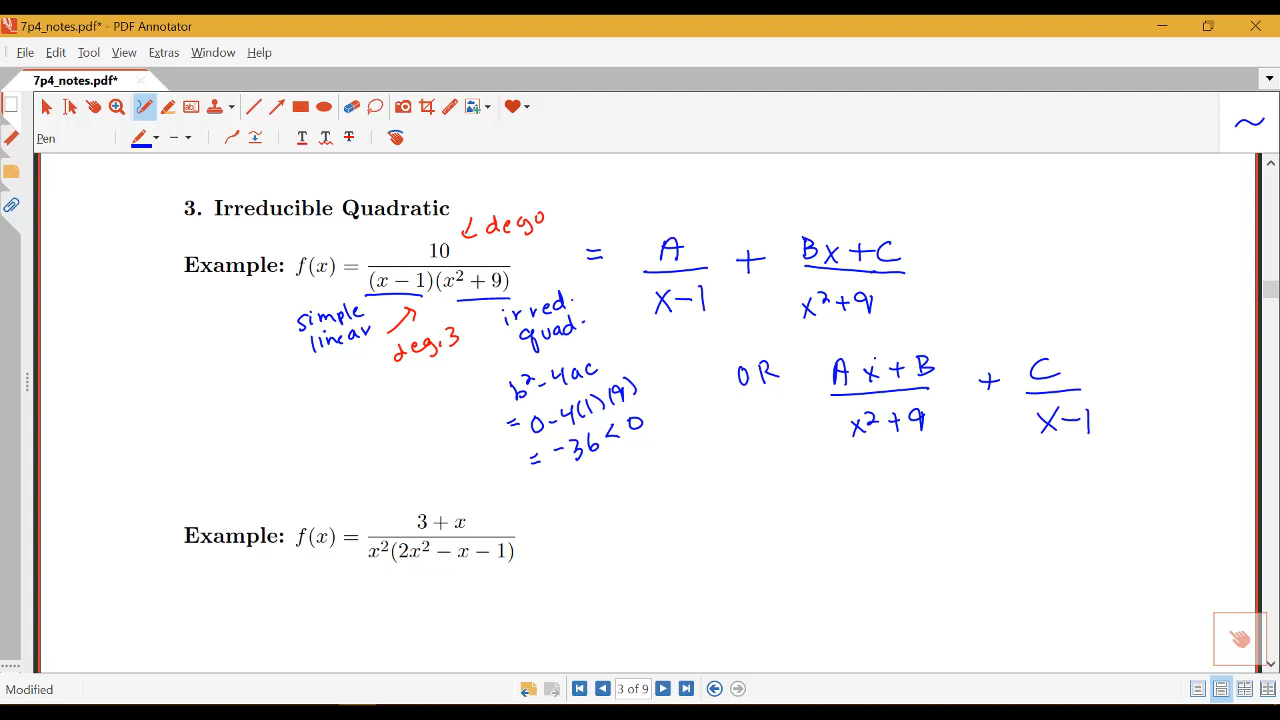 7p4_notes.pdf* - PDF Annotator
File Edit Tool View Extras Window Help
7p4_notes.pdf*
Pen
3. Irreducible Quadratic
Example: f(x) = 10 / (x − 1)(x² + 9)
← deg 0
simple linear
deg. 3
irred. quad.
= A / x−1 + Bx+C / x²+9
b²−4ac
= 0−4(1)(9)
= −36 < 0
OR Ax+B / x²+9 + C / x−1
Example: f(x) = 3 + x / x²(2x² − x − 1)
Modified
3 of 9